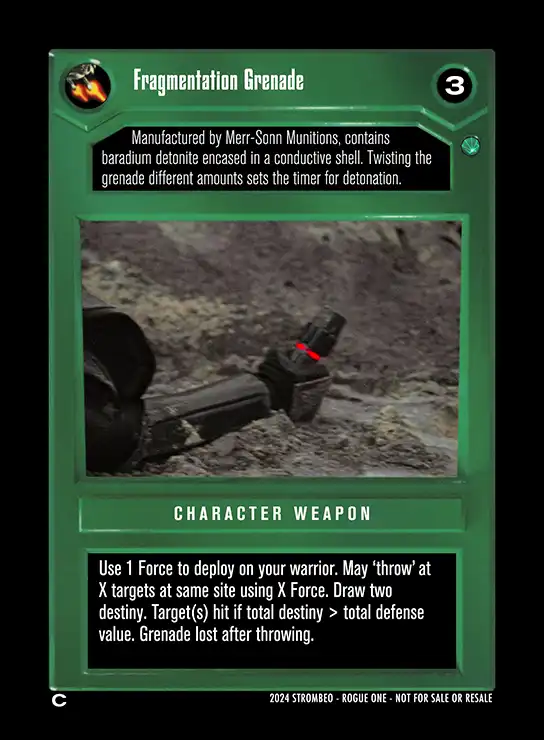 Fragmentation Grenade
3
Manufactured by Merr-Sonn Munitions, contains
baradium detonite encased in a conductive shell. Twisting the
grenade different amounts sets the timer for detonation.
CHARACTER WEAPON
Use 1 Force to deploy on your warrior. May ‘throw’ at
X targets at same site using X Force. Draw two
destiny. Target(s) hit if total destiny > total defense
value. Grenade lost after throwing.
C
2024 STROMBEO - ROGUE ONE - NOT FOR SALE OR RESALE